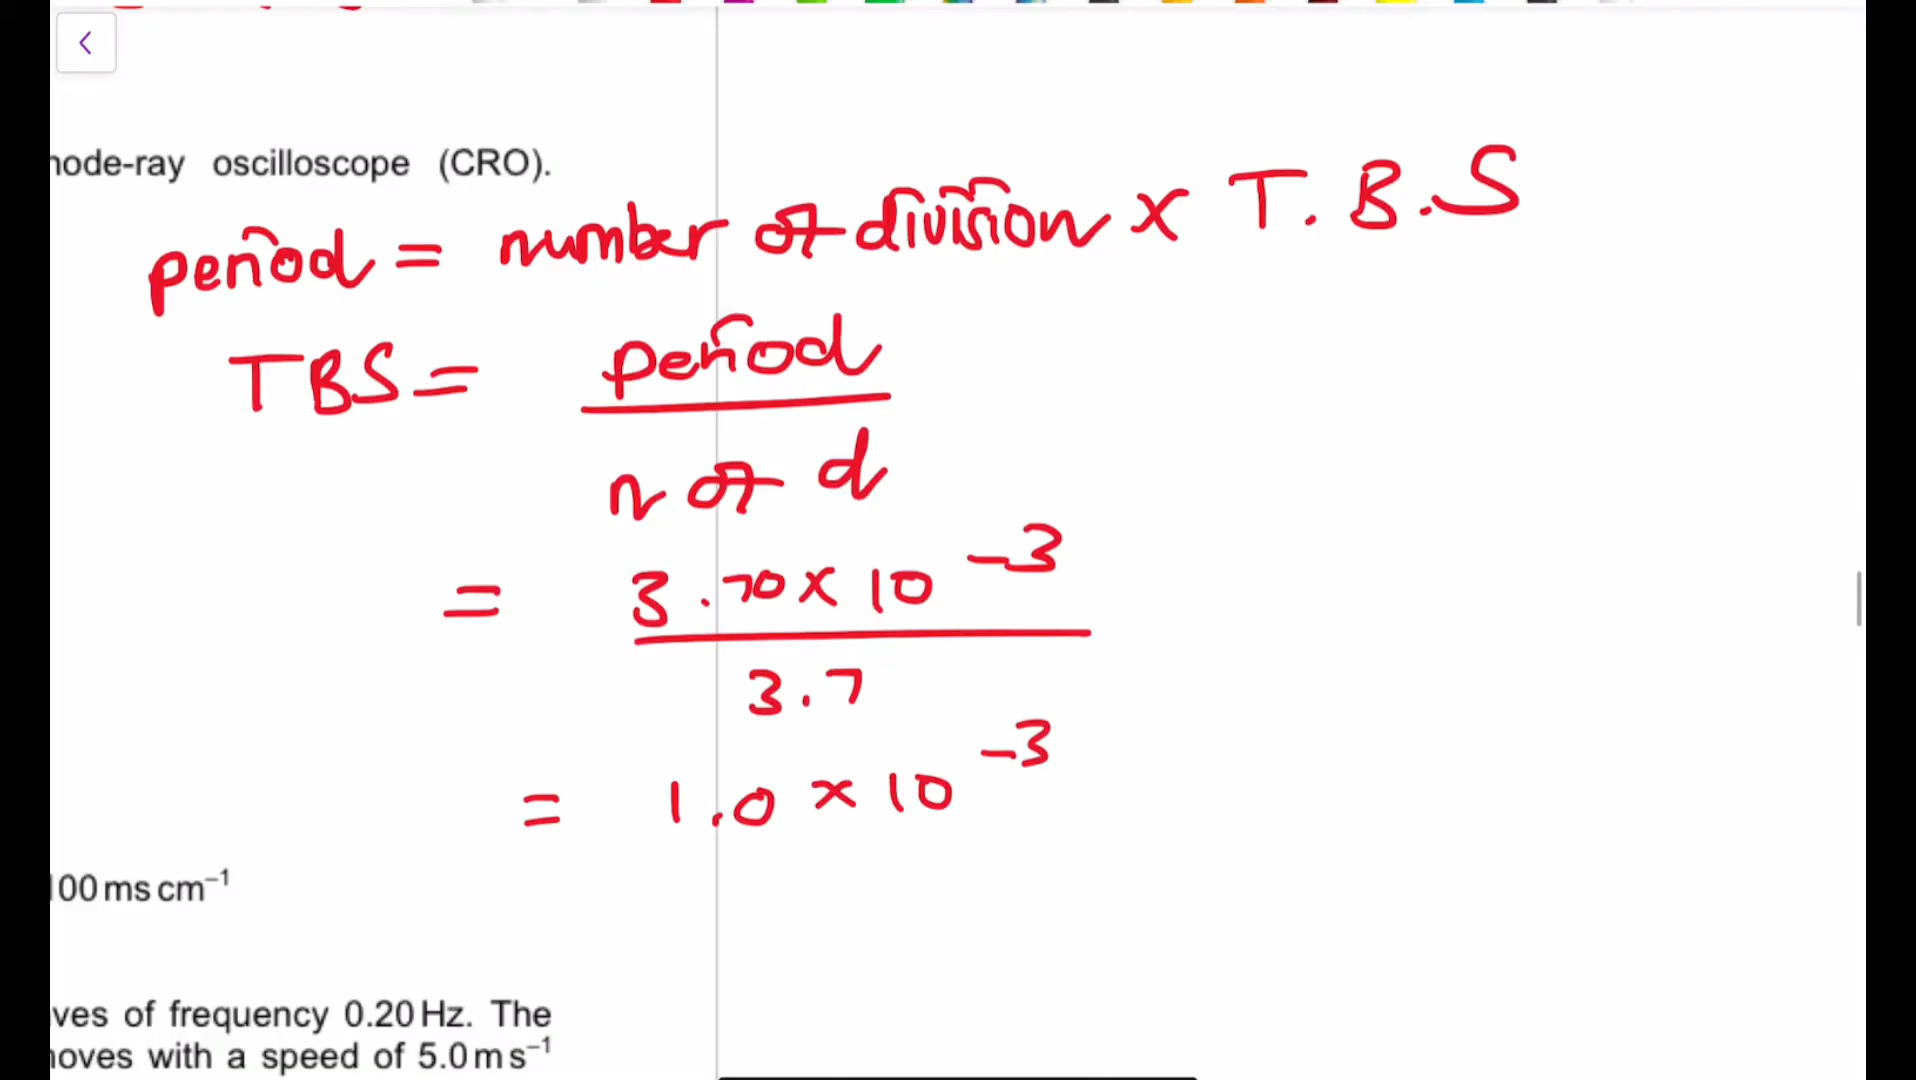 node-ray oscilloscope (CRO).
period = number of division x T.B.S
TBS = period
n of d
= 3.70 x 10 -3
3.7
= 1.0 x 10 -3
100 ms cm⁻¹
ves of frequency 0.20 Hz. The
noves with a speed of 5.0 m s⁻¹